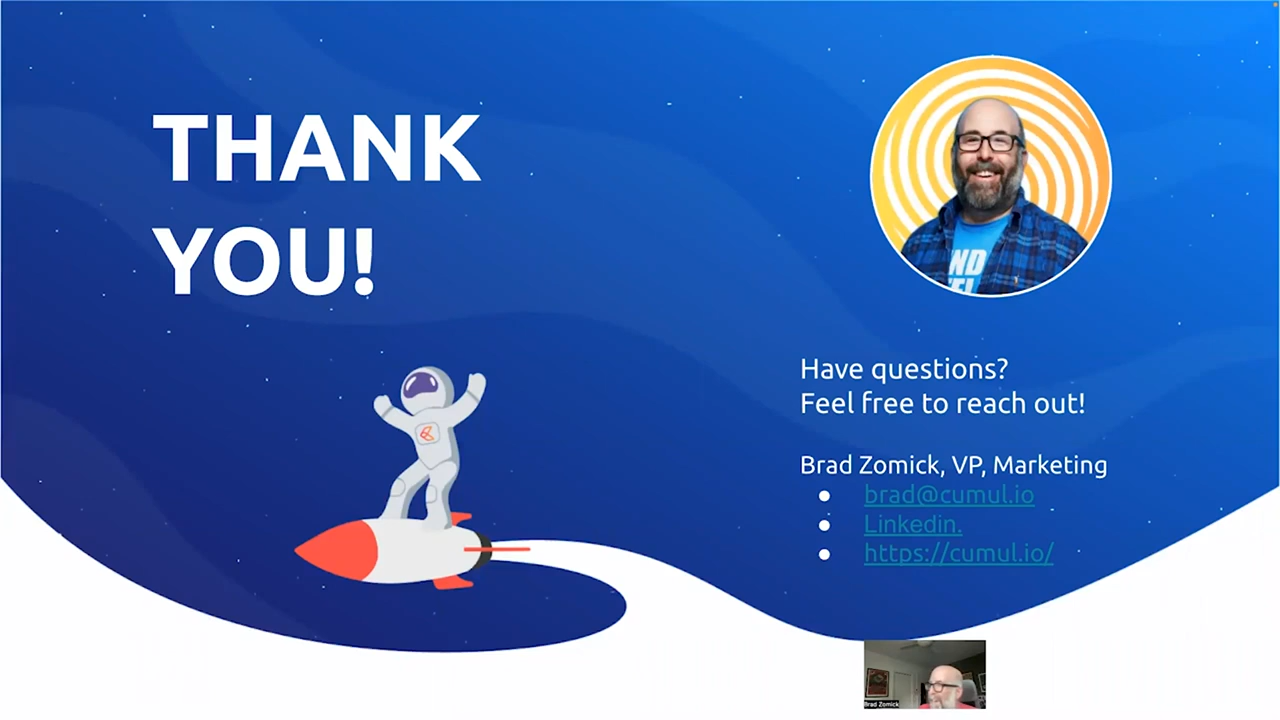 THANK
YOU!
Have questions?
Feel free to reach out!
Brad Zomick, VP, Marketing
brad@cumul.io
Linkedin.
https://cumul.io/
Brad Zomick